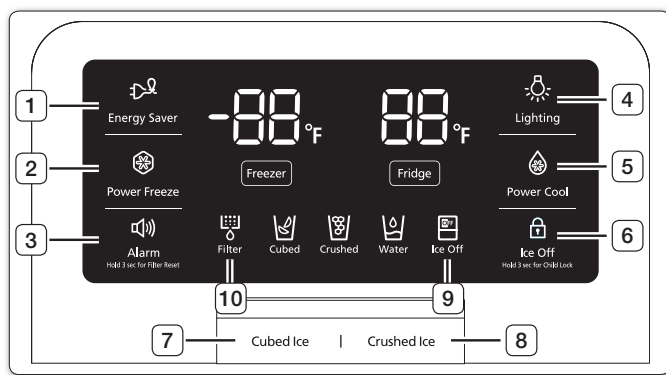 1
Energy Saver
2
Power Freeze
3
Alarm
Hold 3 sec for Filter Reset
-88°F
Freezer
88°F
Fridge
Filter
Cubed
Crushed
Water
OFF
Ice Off
4
Lighting
5
Power Cool
6
Ice Off
Hold 3 sec for Child Lock
10
9
7
Cubed Ice | Crushed Ice
8